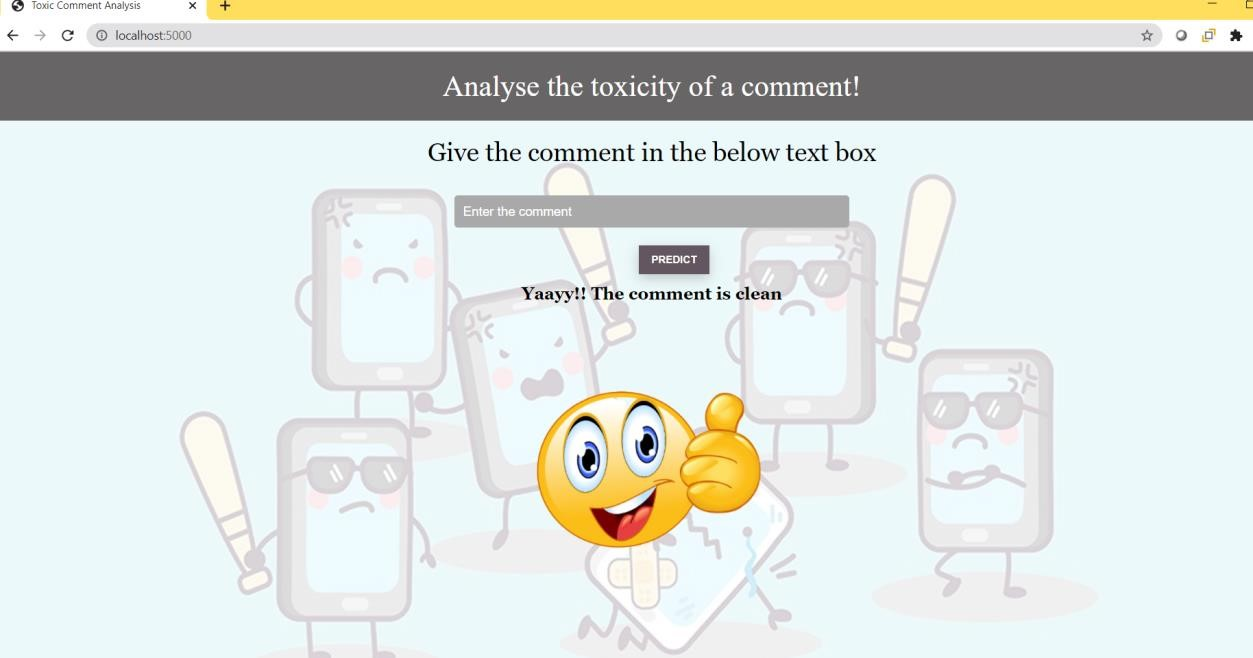 Toxic Comment Analysis
localhost:5000
Analyse the toxicity of a comment!
Give the comment in the below text box
Enter the comment
PREDICT
Yaayy!! The comment is clean